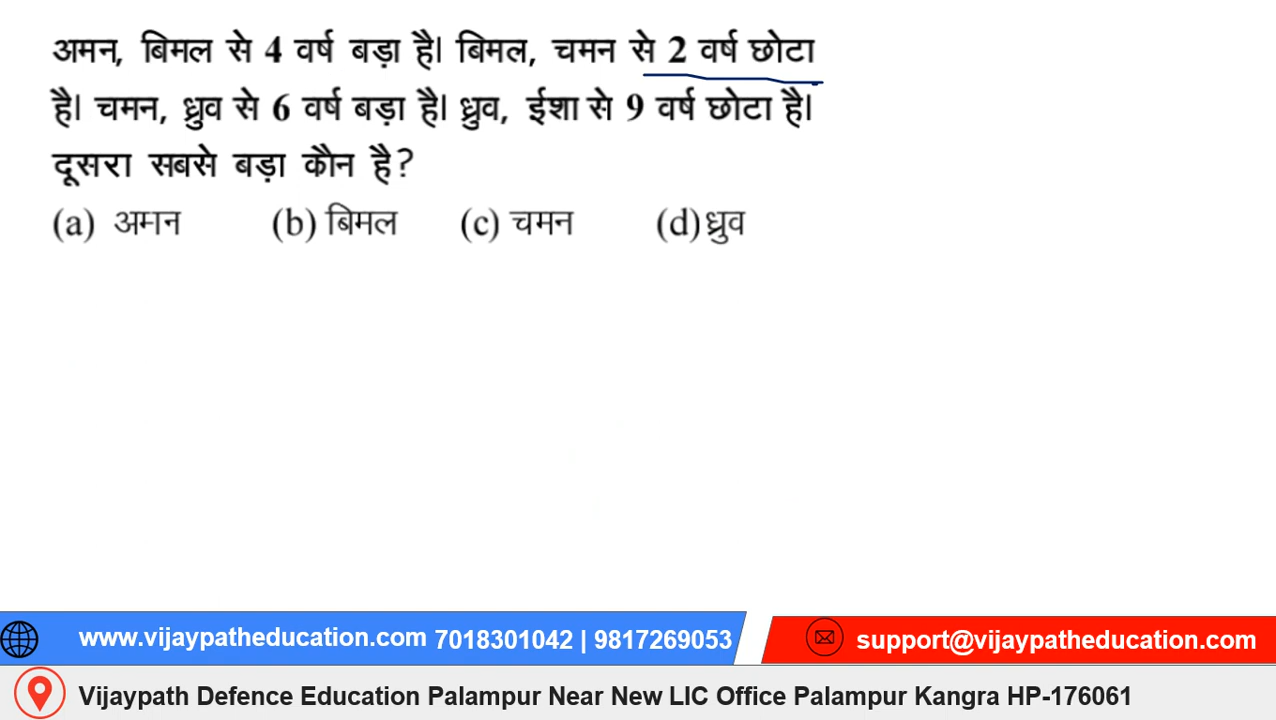 अमन, बिमल से 4 वर्ष बड़ा है। बिमल, चमन से 2 वर्ष छोटा
है। चमन, ध्रुव से 6 वर्ष बड़ा है। ध्रुव, ईशा से 9 वर्ष छोटा है।
दूसरा सबसे बड़ा कौन है?
(a) अमन (b) बिमल (c) चमन (d) ध्रुव
www.vijaypatheducation.com 7018301042 | 9817269053 support@vijaypatheducation.com
Vijaypath Defence Education Palampur Near New LIC Office Palampur Kangra HP-176061